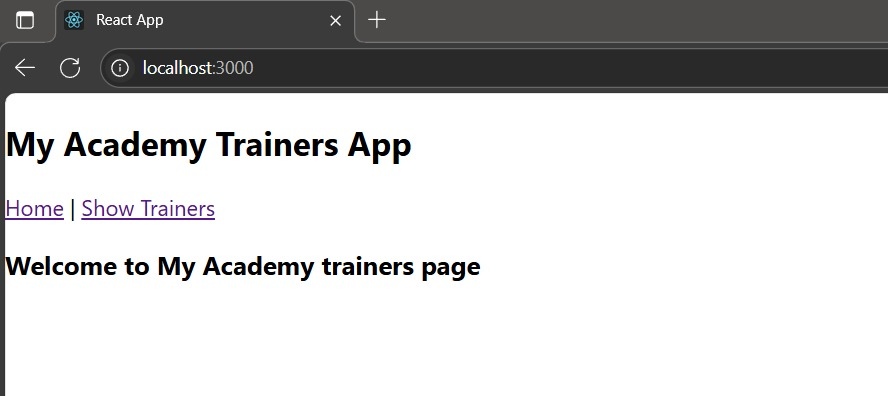 React App
localhost:3000
My Academy Trainers App
Home | Show Trainers
Welcome to My Academy trainers page